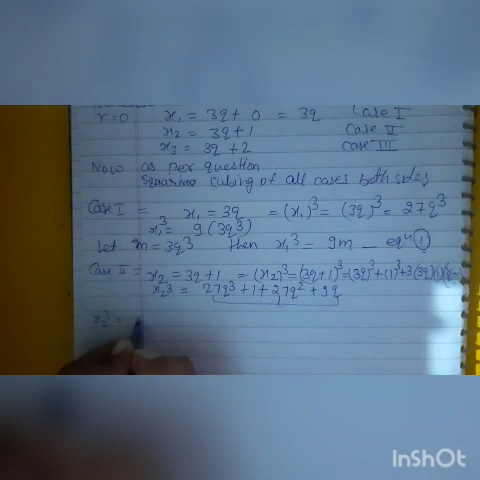 r=0 x₁ = 3q + 0 = 3q Case I
x₂ = 3q+1 Case II
x₃ = 3q+2 Case III
Now as per question
cubing of all cases both sides
Case I = x₁ = 3q = (x₁)³ = (3q)³ = 27q³
x₁³ = 9(3q³)
Let m = 3q³ then x₁³ = 9m _ eqⁿ ①
Case II = x₂ = 3q+1 = (x₂)³ = (3q+1)³ = (3q)³+(1)³+3(3q)(1)
x₂³ = 27q³+1+27q²+9q
x₂³ =
InShOt